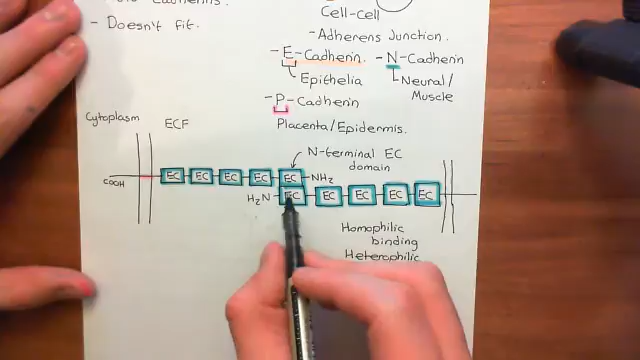 - Doesn't fit.
Cell-cell
- Adherens Junction.
- E-Cadherin
Epithelia
- N-Cadherin
Neural/
Muscle
- P-Cadherin
Placenta/Epidermis.
Cytoplasm
ECF
N-terminal EC
domain
COOH
EC EC EC EC EC NH₂
H₂N EC EC EC EC EC
Homophilic
binding
Heterophilic